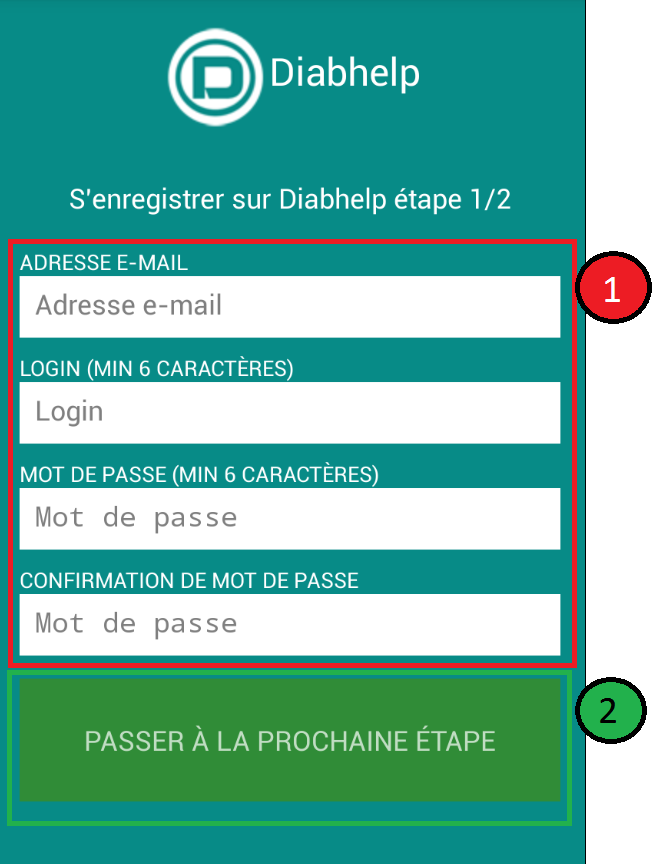 Diabhelp
S'enregistrer sur Diabhelp étape 1/2
ADRESSE E-MAIL
1
Adresse e-mail
LOGIN (MIN 6 CARACTÈRES)
Login
MOT DE PASSE (MIN 6 CARACTÈRES)
Mot de passe
CONFIRMATION DE MOT DE PASSE
Mot de passe
2
PASSER À LA PROCHAINE ÉTAPE